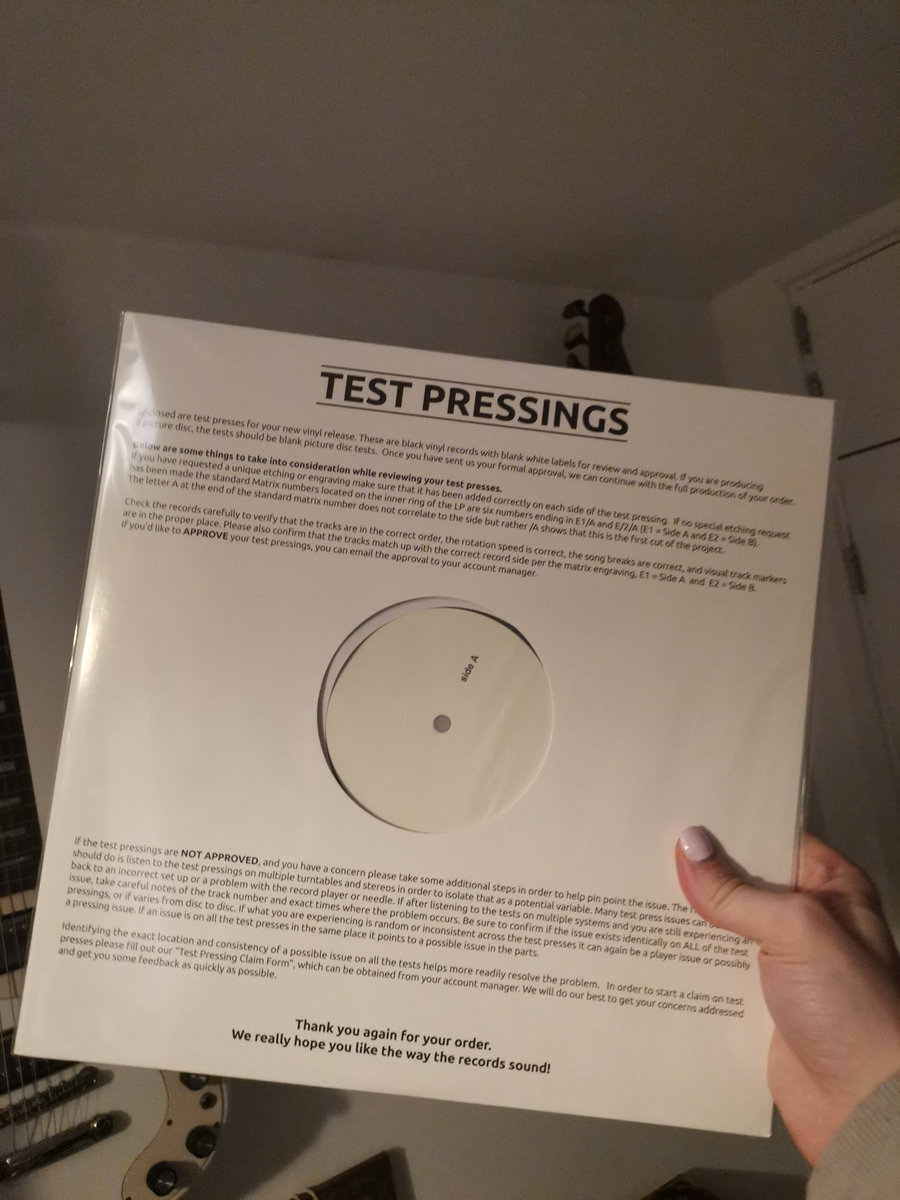 TEST PRESSINGS
closed are test presses for your new vinyl release. These are black vinyl records with blank white labels for review and approval. If you are producing
a picture disc, the tests should be blank picture disc tests. Once you have sent us your formal approval, we can continue with the full production of your order.
Below are some things to take into consideration while reviewing your test presses.
If you have requested a unique etching or engraving make sure that it has been added correctly on each side of the test pressing. If no special etching request
has been made the standard Matrix numbers located on the inner ring of the LP are six numbers ending in E1/A and E/2/A (E1 = Side A and E2 = Side B).
The letter A at the end of the standard matrix number does not correlate to the side but rather /A shows that this is the first cut of the project.
Check the records carefully to verify that the tracks are in the correct order, the rotation speed is correct, the song breaks are correct, and visual track markers
are in the proper place. Please also confirm that the tracks match up with the correct record side per the matrix engraving, E1 = Side A and E2 = Side B.
If you'd like to APPROVE your test pressings, you can email the approval to your account manager.
side A
If the test pressings are NOT APPROVED, and you have a concern please take some additional steps in order to help pin point the issue. The
should do is listen to the test pressings on multiple turntables and stereos in order to isolate that as a potential variable. Many test press issues can
back to an incorrect set up or a problem with the record player or needle. If after listening to the tests on multiple systems and you are still experiencing an
issue, take careful notes of the track number and exact times where the problem occurs. Be sure to confirm if the issue exists identically on ALL of the test
pressings, or if varies from disc to disc. If what you are experiencing is random or inconsistent across the test presses it can again be a player issue or possibly
a pressing issue. If an issue is on all the test presses in the same place it points to a possible issue in the parts.
Identifying the exact location and consistency of a possible issue on all the tests helps more readily resolve the problem. In order to start a claim on test
presses please fill out our "Test Pressing Claim Form", which can be obtained from your account manager. We will do our best to get your concerns addressed
and get you some feedback as quickly as possible.
Thank you again for your order.
We really hope you like the way the records sound!